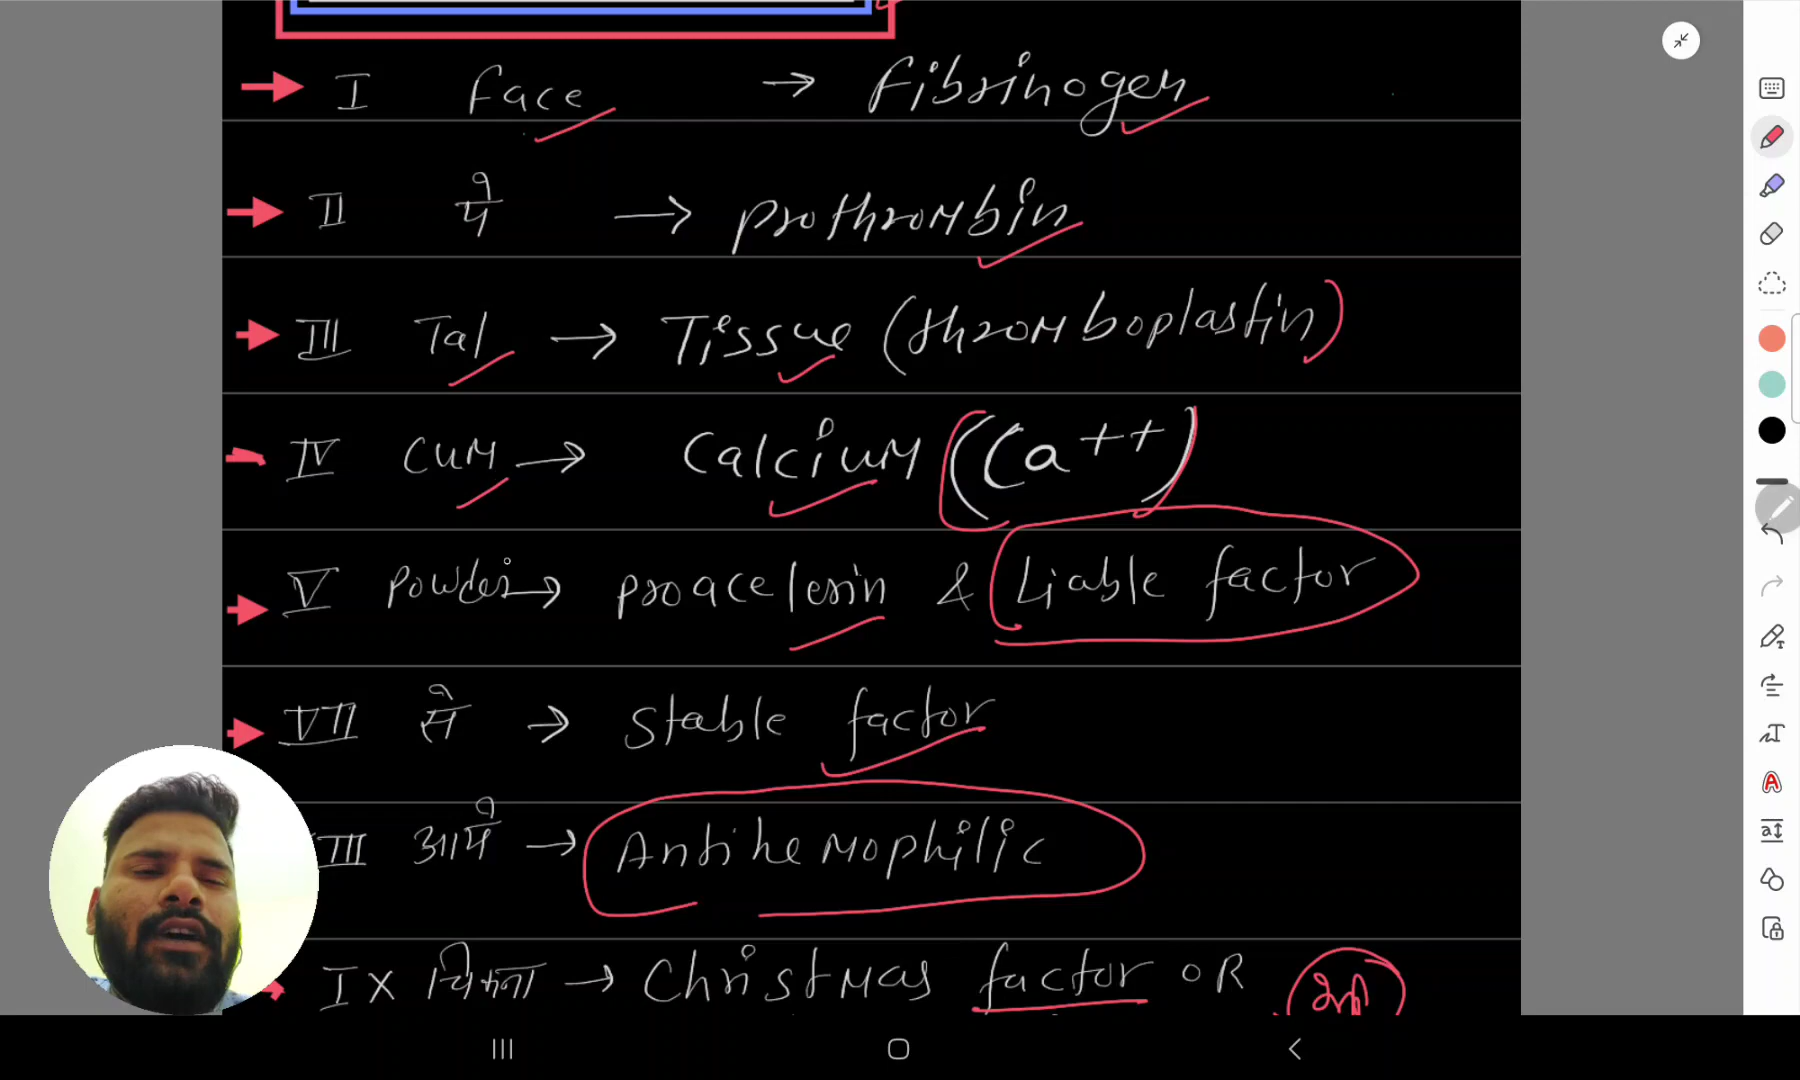 I Face → Fibrinogen
II पे → prothrombin
III Tal → Tissue (thromboplastin)
IV Cum → Calcium (Ca++)
V Powder → proacelerin & Liable factor
VII से → Stable factor
III आपे → Antihemophilic
IX चिकना → Christmas factor OR